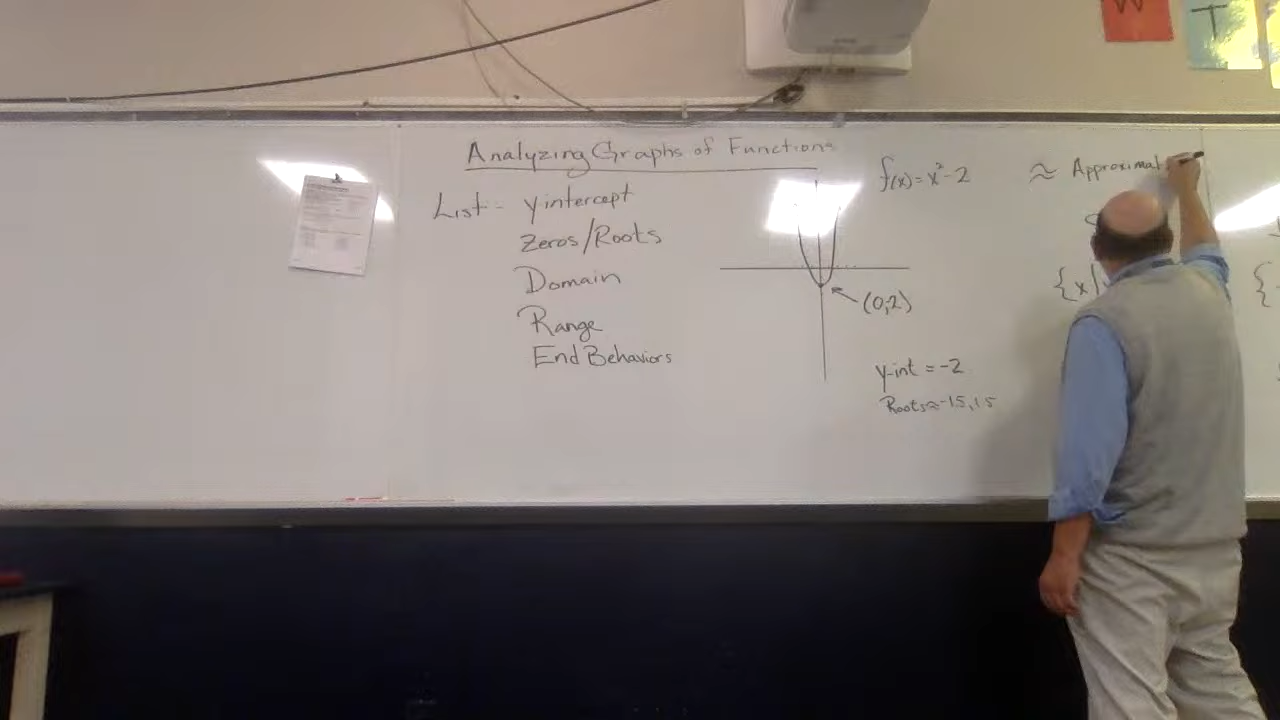 Analyzing Graphs of Functions
List - y-intercept
Zeros/Roots
Domain
Range
End Behaviors
f(x) = x² - 2
(0,2)
y-int = -2
Roots ≈ -1.5, 1.5
≈ Approximat
{x|
{
W
T